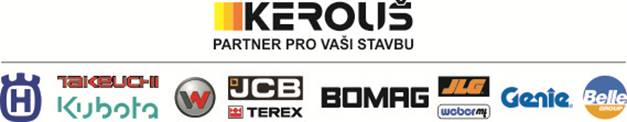 KEROUŠ
PARTNER PRO VAŠI STAVBU
H
TAKEUCHI
Kubota
W
JCB
TEREX
BOMAG
JLG
weber mt
Genie
Belle
GROUP